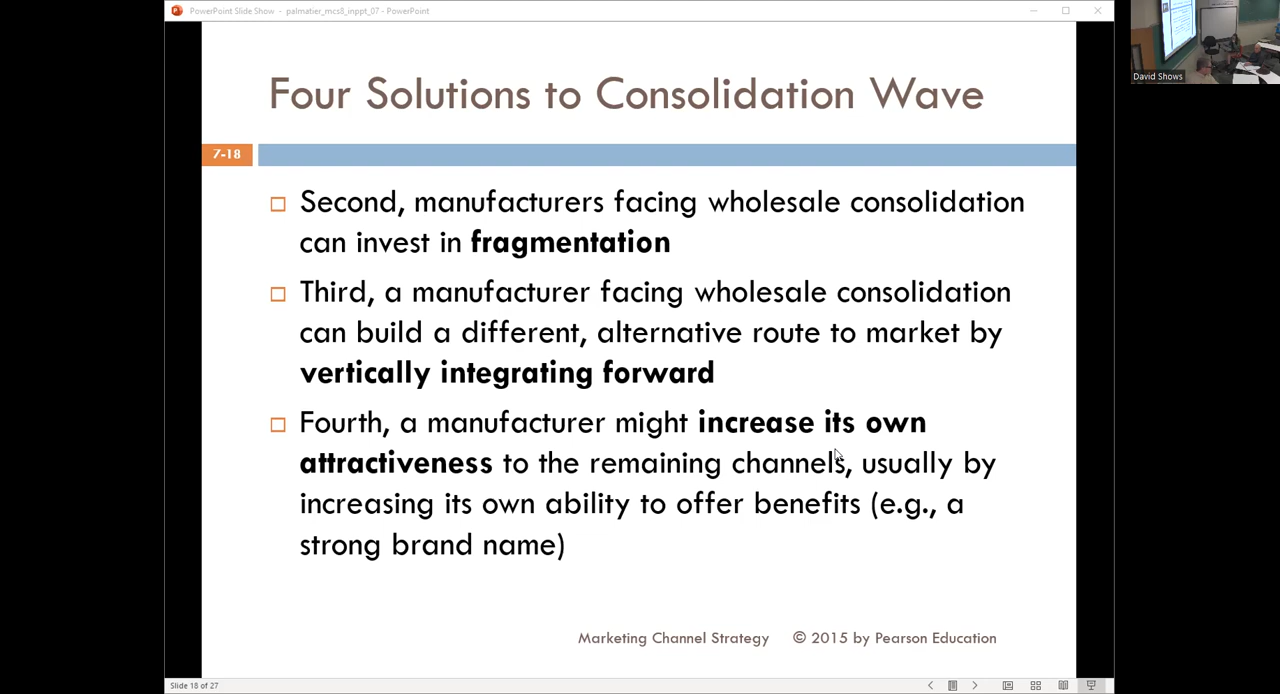 PowerPoint Slide Show - palmatier_mcs8_inppt_07 - PowerPoint
David Shows
Four Solutions to Consolidation Wave
7-18
Second, manufacturers facing wholesale consolidation
can invest in fragmentation
Third, a manufacturer facing wholesale consolidation
can build a different, alternative route to market by
vertically integrating forward
Fourth, a manufacturer might increase its own
attractiveness to the remaining channels, usually by
increasing its own ability to offer benefits (e.g., a
strong brand name)
Marketing Channel Strategy © 2015 by Pearson Education
Slide 18 of 27